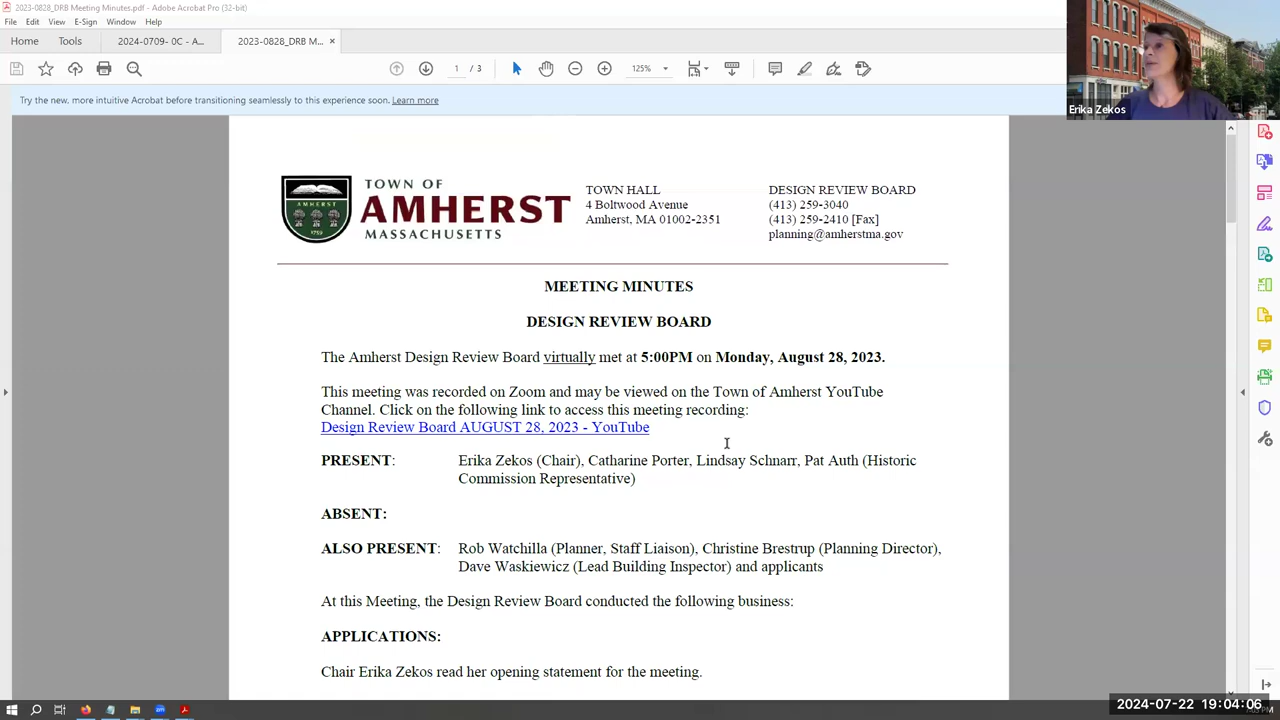 2023-0828_DRB Meeting Minutes.pdf - Adobe Acrobat Pro (32-bit)
File Edit View E-Sign Window Help
Home Tools 2024-0709- 0C - A... 2023-0828_DRB M... ×
1 / 3 125%
Try the new, more intuitive Acrobat before transitioning seamlessly to this experience soon. Learn more
Erika Zekos
TOWN OF
AMHERST
MASSACHUSETTS
1759
TOWN HALL
4 Boltwood Avenue
Amherst, MA 01002-2351
DESIGN REVIEW BOARD
(413) 259-3040
(413) 259-2410 [Fax]
planning@amherstma.gov
MEETING MINUTES
DESIGN REVIEW BOARD
The Amherst Design Review Board virtually met at 5:00PM on Monday, August 28, 2023.
This meeting was recorded on Zoom and may be viewed on the Town of Amherst YouTube
Channel. Click on the following link to access this meeting recording:
Design Review Board AUGUST 28, 2023 - YouTube
PRESENT: Erika Zekos (Chair), Catharine Porter, Lindsay Schnarr, Pat Auth (Historic
Commission Representative)
ABSENT:
ALSO PRESENT: Rob Watchilla (Planner, Staff Liaison), Christine Brestrup (Planning Director),
Dave Waskiewicz (Lead Building Inspector) and applicants
At this Meeting, the Design Review Board conducted the following business:
APPLICATIONS:
Chair Erika Zekos read her opening statement for the meeting.
2024-07-22 19:04:06